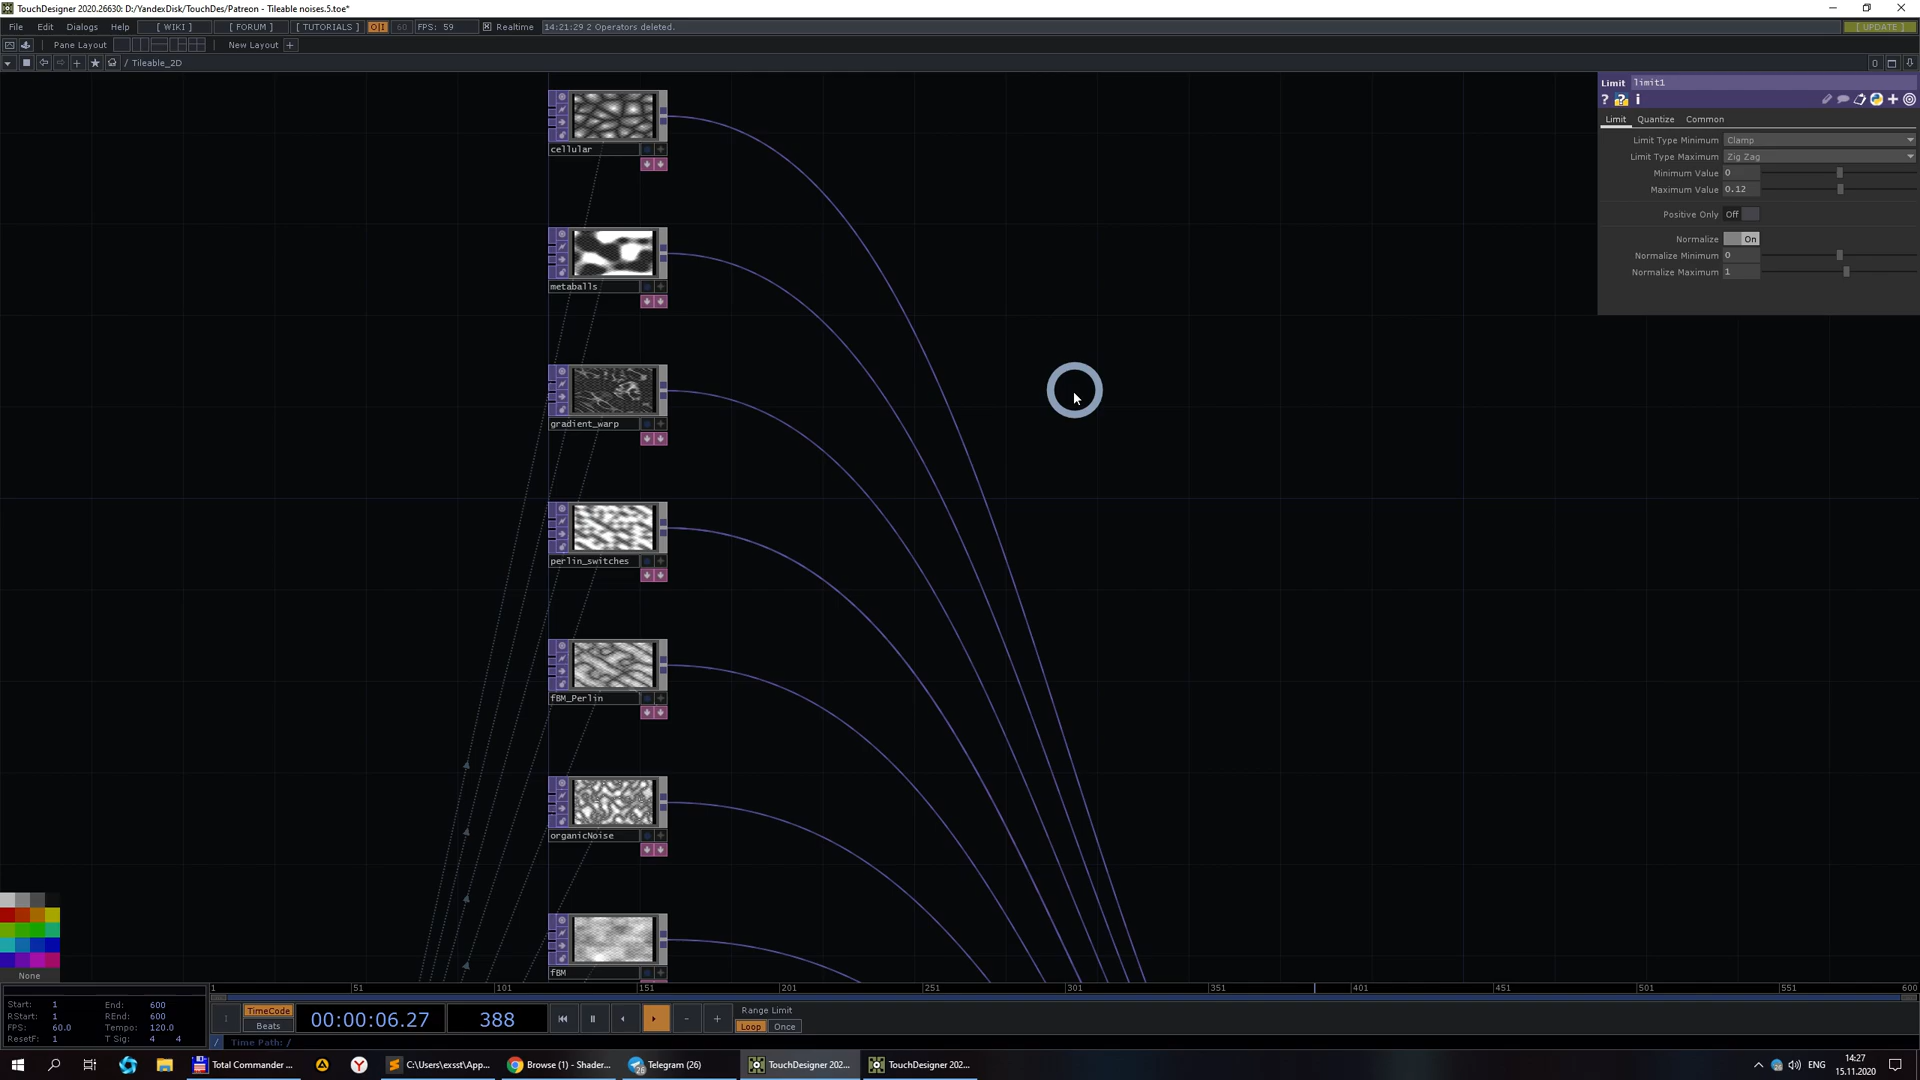 TouchDesigner 2020.26630: D:/YandexDisk/TouchDes/Patreon - Tileable noises.5.toe*
File Edit Dialogs Help [ WIKI ] [ FORUM ] [ TUTORIALS ] O|I 60 FPS: 59 Realtime 14:21:29 2 Operators deleted. [ UPDATE ]
Pane Layout New Layout +
/ Tileable_2D 0
Limit limit1
Limit Quantize Common
Limit Type Minimum Clamp
Limit Type Maximum Zig Zag
Minimum Value 0
Maximum Value 0.12
Positive Only Off
Normalize On
Normalize Minimum 0
Normalize Maximum 1
cellular
metaballs
gradient_warp
perlin_switches
fBM_Perlin
organicNoise
fBM
None
1 51 101 151 201 251 301 351 401 451 501 551 600
Start: 1 End: 600
RStart: 1 REnd: 600
FPS: 60.0 Tempo: 120.0
ResetF: 1 T Sig: 4 4
TimeCode
Beats
00:00:06.27 388
Range Limit
Loop Once
/ Time Path: /
Total Commander ... C:\Users\exsst\App... Browse (1) - Shader... Telegram (26) TouchDesigner 202... TouchDesigner 202...
ENG 14:27
15.11.2020